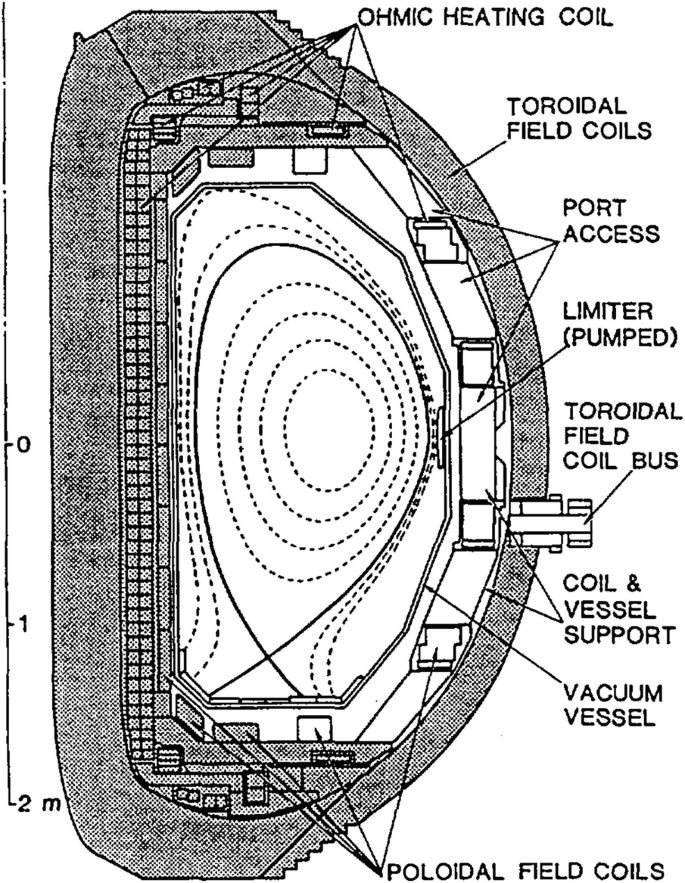 OHMIC HEATING COIL
TOROIDAL
FIELD COILS
PORT
ACCESS
LIMITER
(PUMPED)
TOROIDAL
FIELD
COIL BUS
0
COIL &
VESSEL
SUPPORT
1
VACUUM
VESSEL
2 m
POLOIDAL FIELD COILS